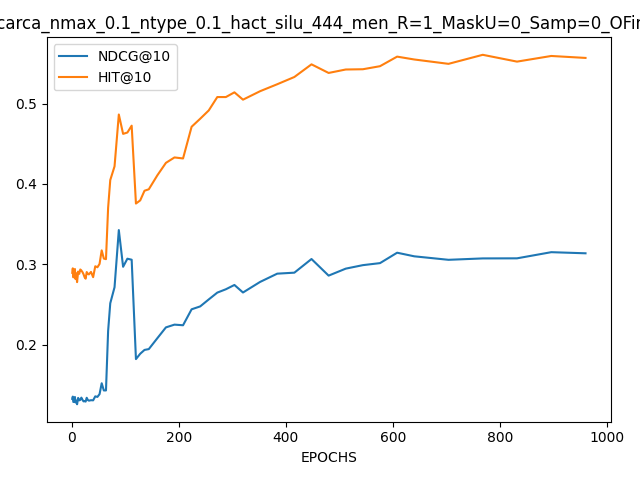 carca_nmax_0.1_ntype_0.1_hact_silu_444_men_R=1_MaskU=0_Samp=0_OFin
NDCG@10
HIT@10
0.5
0.4
0.3
0.2
0 200 400 600 800 1000
EPOCHS